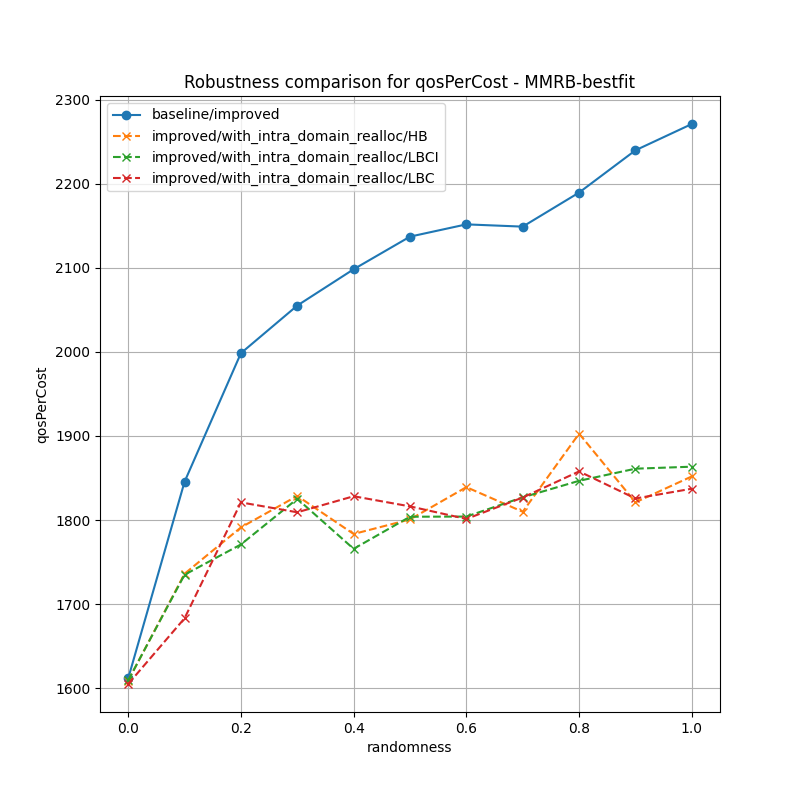 Robustness comparison for qosPerCost - MMRB-bestfit
baseline/improved
improved/with_intra_domain_realloc/HB
improved/with_intra_domain_realloc/LBCI
improved/with_intra_domain_realloc/LBC
2300
2200
2100
2000
1900
1800
1700
1600
qosPerCost
0.0 0.2 0.4 0.6 0.8 1.0
randomness